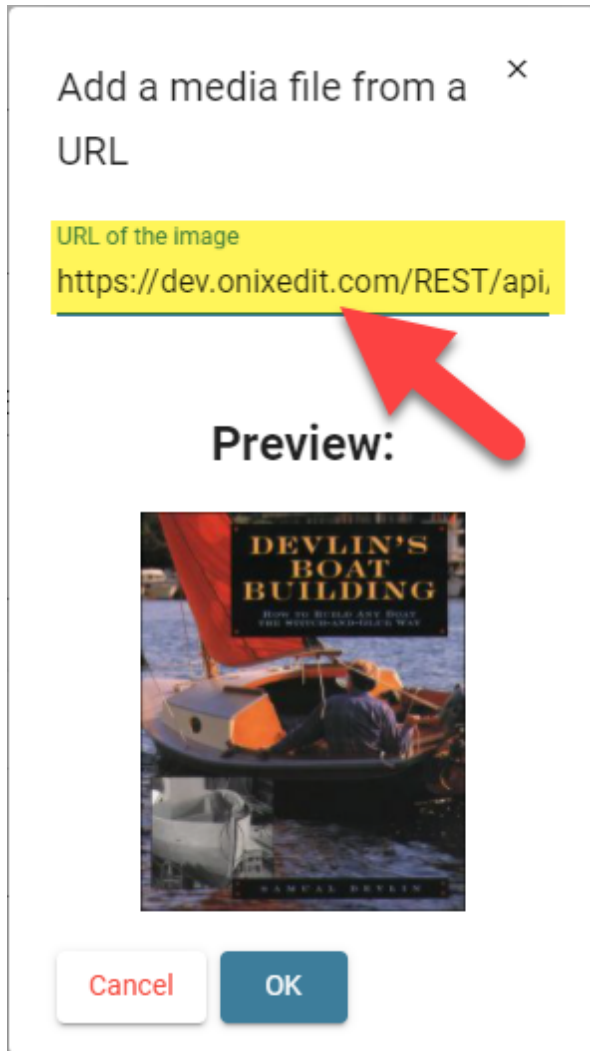 Add a media file from a
URL
URL of the image
https://dev.onixedit.com/REST/api/
Preview:
DEVLIN'S
BOAT
BUILDING
HOW TO BUILD ANY BOAT
THE STITCH-AND-GLUE WAY
SAMUAL DEVLIN
Cancel
OK